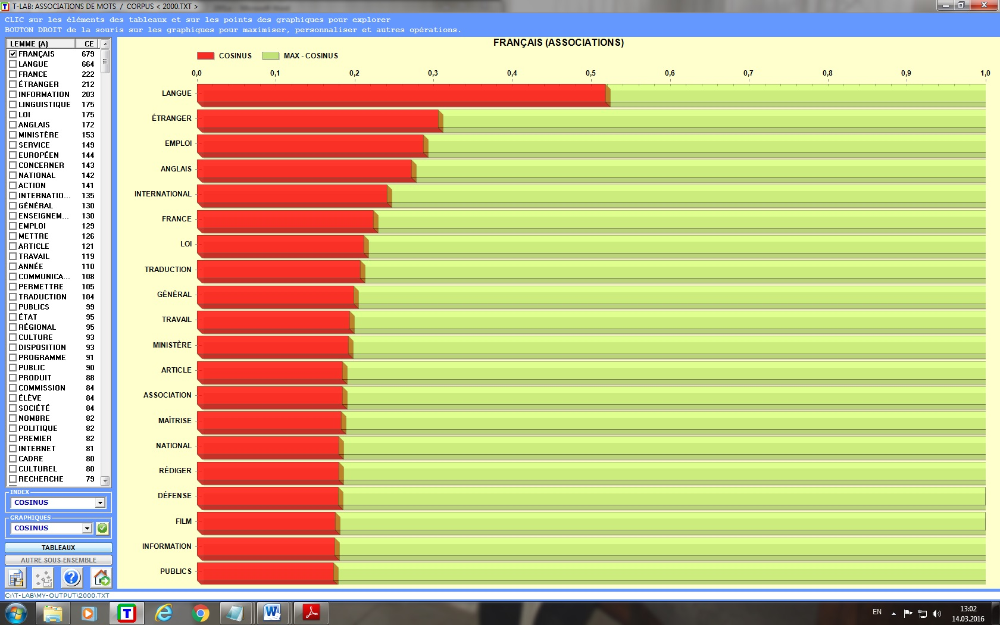 T-LAB: ASSOCIATIONS DE MOTS / CORPUS < 2000.TXT >
CLIC sur les éléments des tableaux et sur les points des graphiques pour explorer
BOUTON DROIT de la souris sur les graphiques pour maximiser, personnaliser et autres opérations.
LEMME (A) CE
FRANÇAIS 679
LANGUE 664
FRANCE 222
ÉTRANGER 212
INFORMATION 203
LINGUISTIQUE 175
LOI 175
ANGLAIS 172
MINISTÈRE 153
SERVICE 149
EUROPÉEN 144
CONCERNER 143
NATIONAL 142
ACTION 141
INTERNATIO... 135
GÉNÉRAL 130
ENSEIGNEM... 130
EMPLOI 129
METTRE 126
ARTICLE 121
TRAVAIL 119
ANNÉE 110
COMMUNICA... 108
PERMETTRE 105
TRADUCTION 104
PUBLICS 99
ÉTAT 95
RÉGIONAL 95
CULTURE 93
DISPOSITION 93
PROGRAMME 91
PUBLIC 90
PRODUIT 88
COMMISSION 84
ÉLÈVE 84
SOCIÉTÉ 84
NOMBRE 82
POLITIQUE 82
PREMIER 82
INTERNET 81
CADRE 80
CULTUREL 80
RECHERCHE 79
INDEX
COSINUS
GRAPHIQUES
COSINUS
TABLEAUX
AUTRE SOUS-ENSEMBLE
FRANÇAIS (ASSOCIATIONS)
COSINUS MAX - COSINUS
0,0 0,1 0,2 0,3 0,4 0,5 0,6 0,7 0,8 0,9 1,0
LANGUE
ÉTRANGER
EMPLOI
ANGLAIS
INTERNATIONAL
FRANCE
LOI
TRADUCTION
GÉNÉRAL
TRAVAIL
MINISTÈRE
ARTICLE
ASSOCIATION
MAÎTRISE
NATIONAL
RÉDIGER
DÉFENSE
FILM
INFORMATION
PUBLICS
C:\T-LAB\MY-OUTPUT\2000.TXT
EN
13:02
14.03.2016